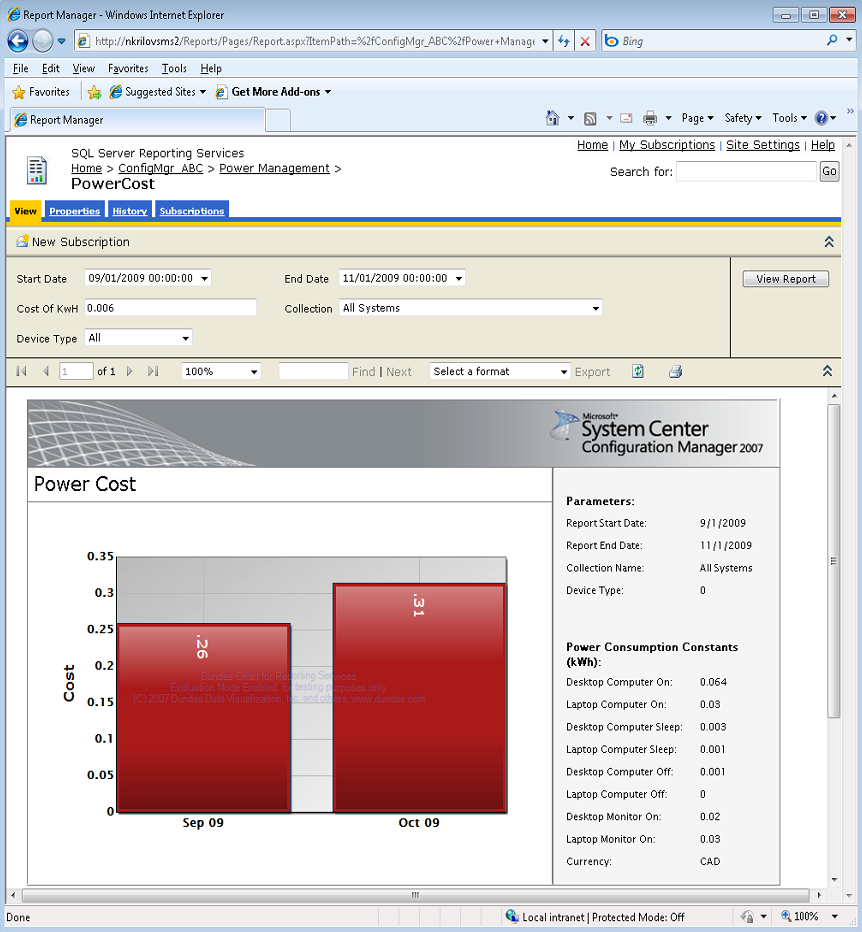 Report Manager - Windows Internet Explorer
http://nkrilovsms2/Reports/Pages/Report.aspx?ItemPath=%2fConfigMgr_ABC%2fPower+Manage
Bing
File Edit View Favorites Tools Help
Favorites Suggested Sites Get More Add-ons
Report Manager
Page Safety Tools
Home | My Subscriptions | Site Settings | Help
SQL Server Reporting Services
Home > ConfigMgr_ABC > Power Management >
PowerCost
Search for: Go
View Properties History Subscriptions
New Subscription
Start Date 09/01/2009 00:00:00 End Date 11/01/2009 00:00:00 View Report
Cost Of KwH 0.006 Collection All Systems
Device Type All
1 of 1 100% Find | Next Select a format Export
Microsoft®
System Center
Configuration Manager 2007
Power Cost
0.35
0.3
0.25
0.2
0.15
0.1
0.05
0
Cost
.26
.31
Dundas Chart for Reporting Services
Evaluation Mode Enabled, for testing purposes only.
(C) 2007 Dundas Data Visualization, Inc. and others, www.dundas.com
Sep 09 Oct 09
Parameters:
Report Start Date: 9/1/2009
Report End Date: 11/1/2009
Collection Name: All Systems
Device Type: 0
Power Consumption Constants
(kWh):
Desktop Computer On: 0.064
Laptop Computer On: 0.03
Desktop Computer Sleep: 0.003
Laptop Computer Sleep: 0.001
Desktop Computer Off: 0.001
Laptop Computer Off: 0
Desktop Monitor On: 0.02
Laptop Monitor On: 0.03
Currency: CAD
Done Local intranet | Protected Mode: Off 100%